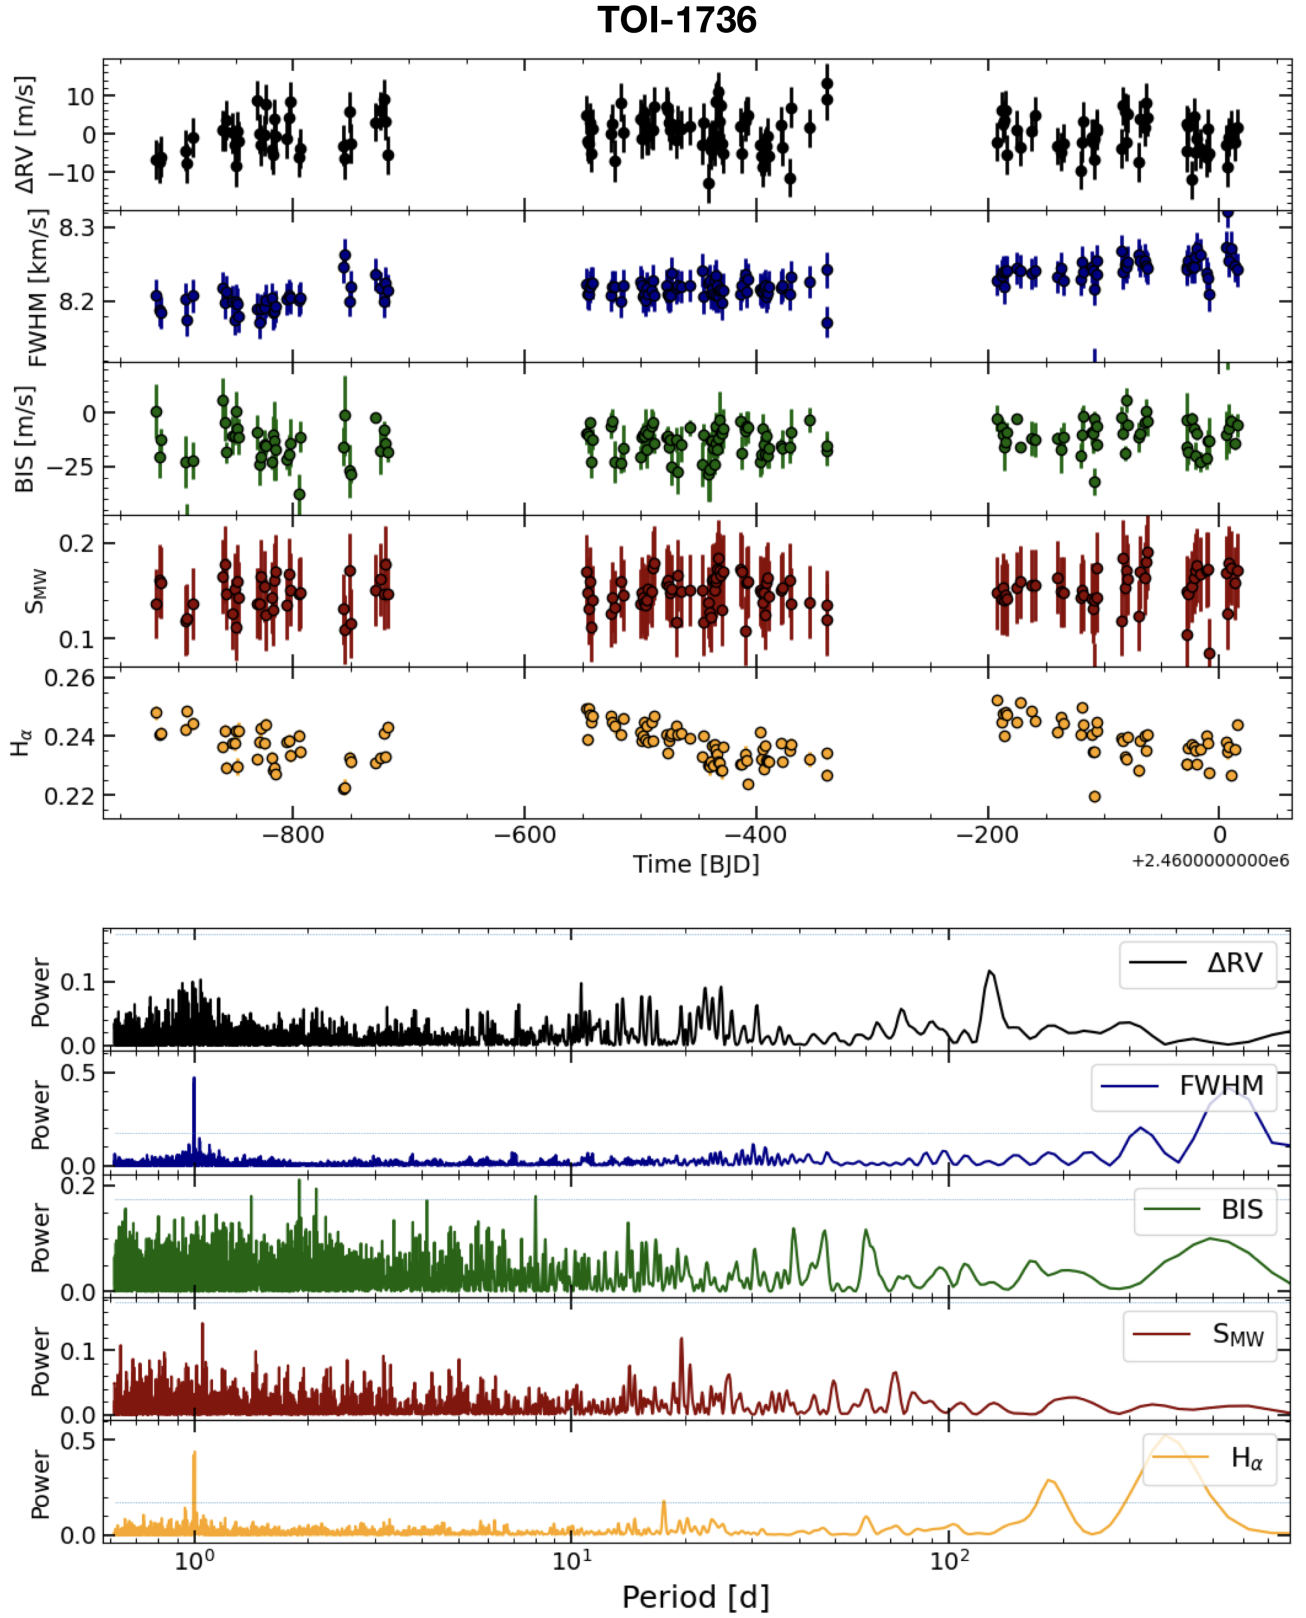 TOI-1736
ΔRV [m/s]
10
0
−10
FWHM [km/s]
8.3
8.2
BIS [m/s]
0
−25
S_MW
0.2
0.1
H_α
0.26
0.24
0.22
−800
−600
−400
−200
0
Time [BJD]
+2.4600000000e6
Power
0.1
0.0
ΔRV
Power
0.5
0.0
FWHM
Power
0.2
0.0
BIS
Power
0.0
0.1
0.0
S_MW
Power
0.5
0.0
H_α
10^0
10^1
10^2
Period [d]